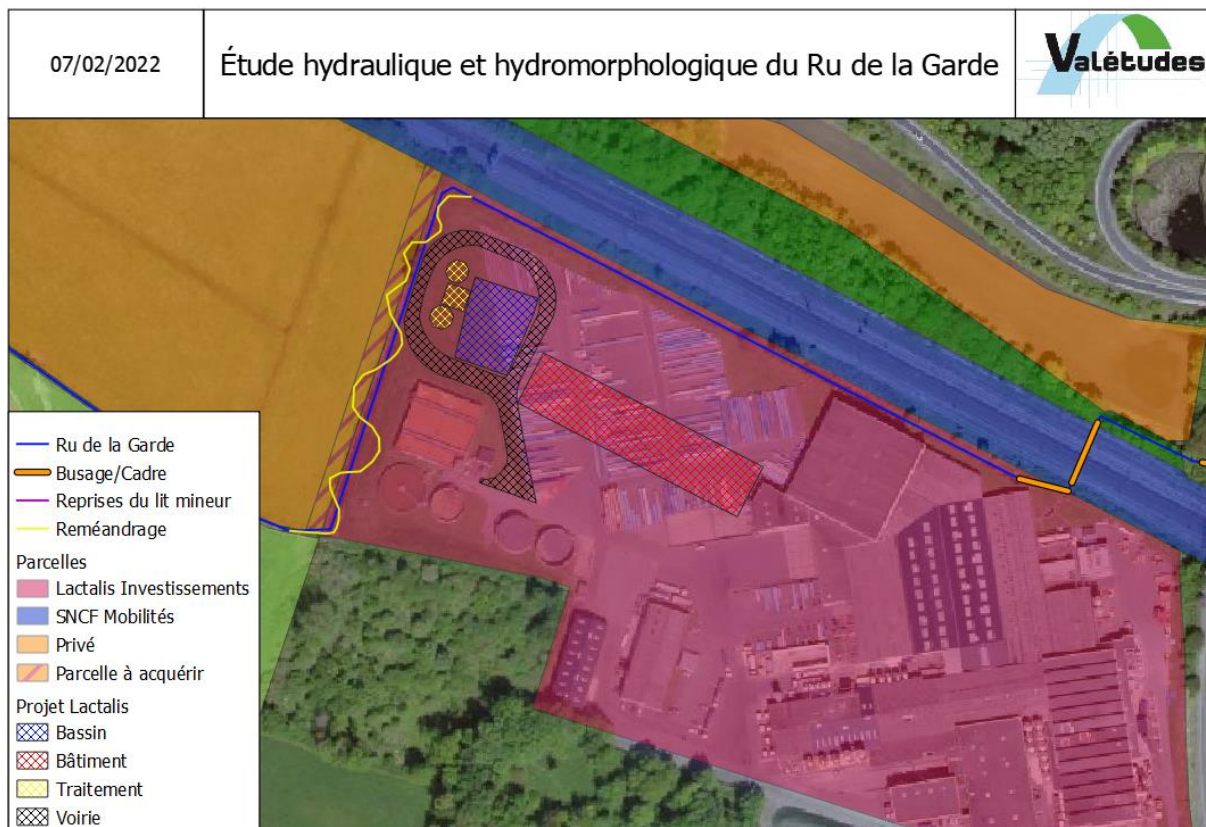 07/02/2022
Étude hydraulique et hydromorphologique du Ru de la Garde
Valétudes
Ru de la Garde
Busage/Cadre
Reprises du lit mineur
Reméandrage
Parcelles
Lactalis Investissements
SNCF Mobilités
Privé
Parcelle à acquérir
Projet Lactalis
Bassin
Bâtiment
Traitement
Voirie